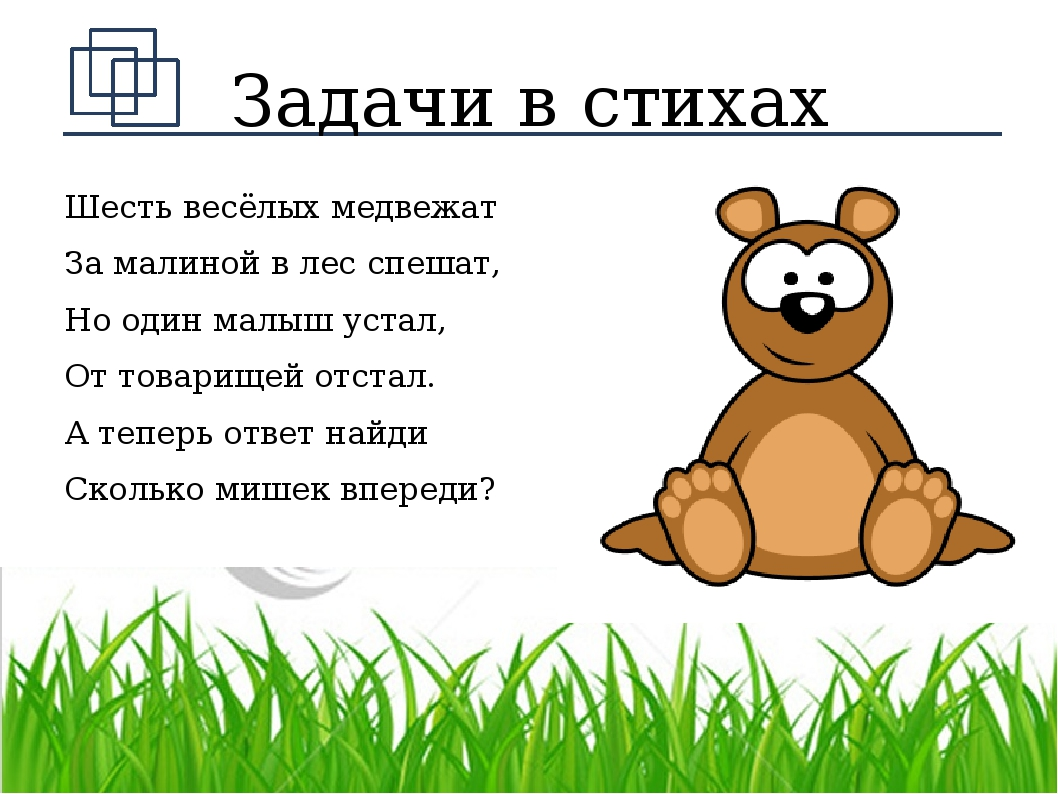 Задачи в стихах
Шесть весёлых медвежат
За малиной в лес спешат,
Но один малыш устал,
От товарищей отстал.
А теперь ответ найди
Сколько мишек впереди?